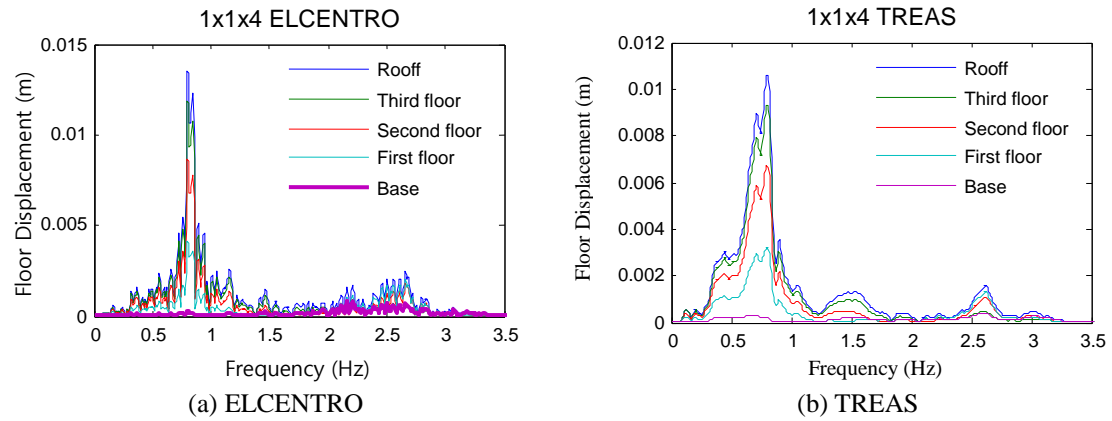 1x1x4 ELCENTRO
0.015
0.01
0.005
0
0
0.5
1
1.5
2
2.5
3
3.5
Floor Displacement (m)
Frequency (Hz)
Rooff
Third floor
Second floor
First floor
Base
(a) ELCENTRO
1x1x4 TREAS
0.012
0.01
0.008
0.006
0.004
0.002
0
0
0.5
1
1.5
2
2.5
3
3.5
Floor Displacement (m)
Frequency (Hz)
Rooff
Third floor
Second floor
First floor
Base
(b) TREAS